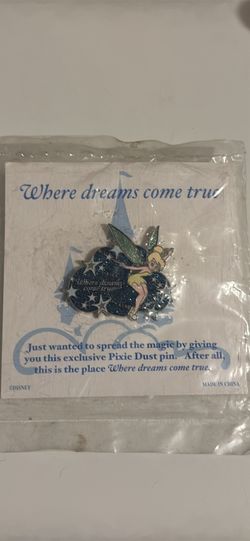 Where dreams come true
Where dreams
come true
Just wanted to spread the magic by giving
you this exclusive Pixie Dust pin. After all,
this is the place Where dreams come true.
©DISNEY
MADE IN CHINA